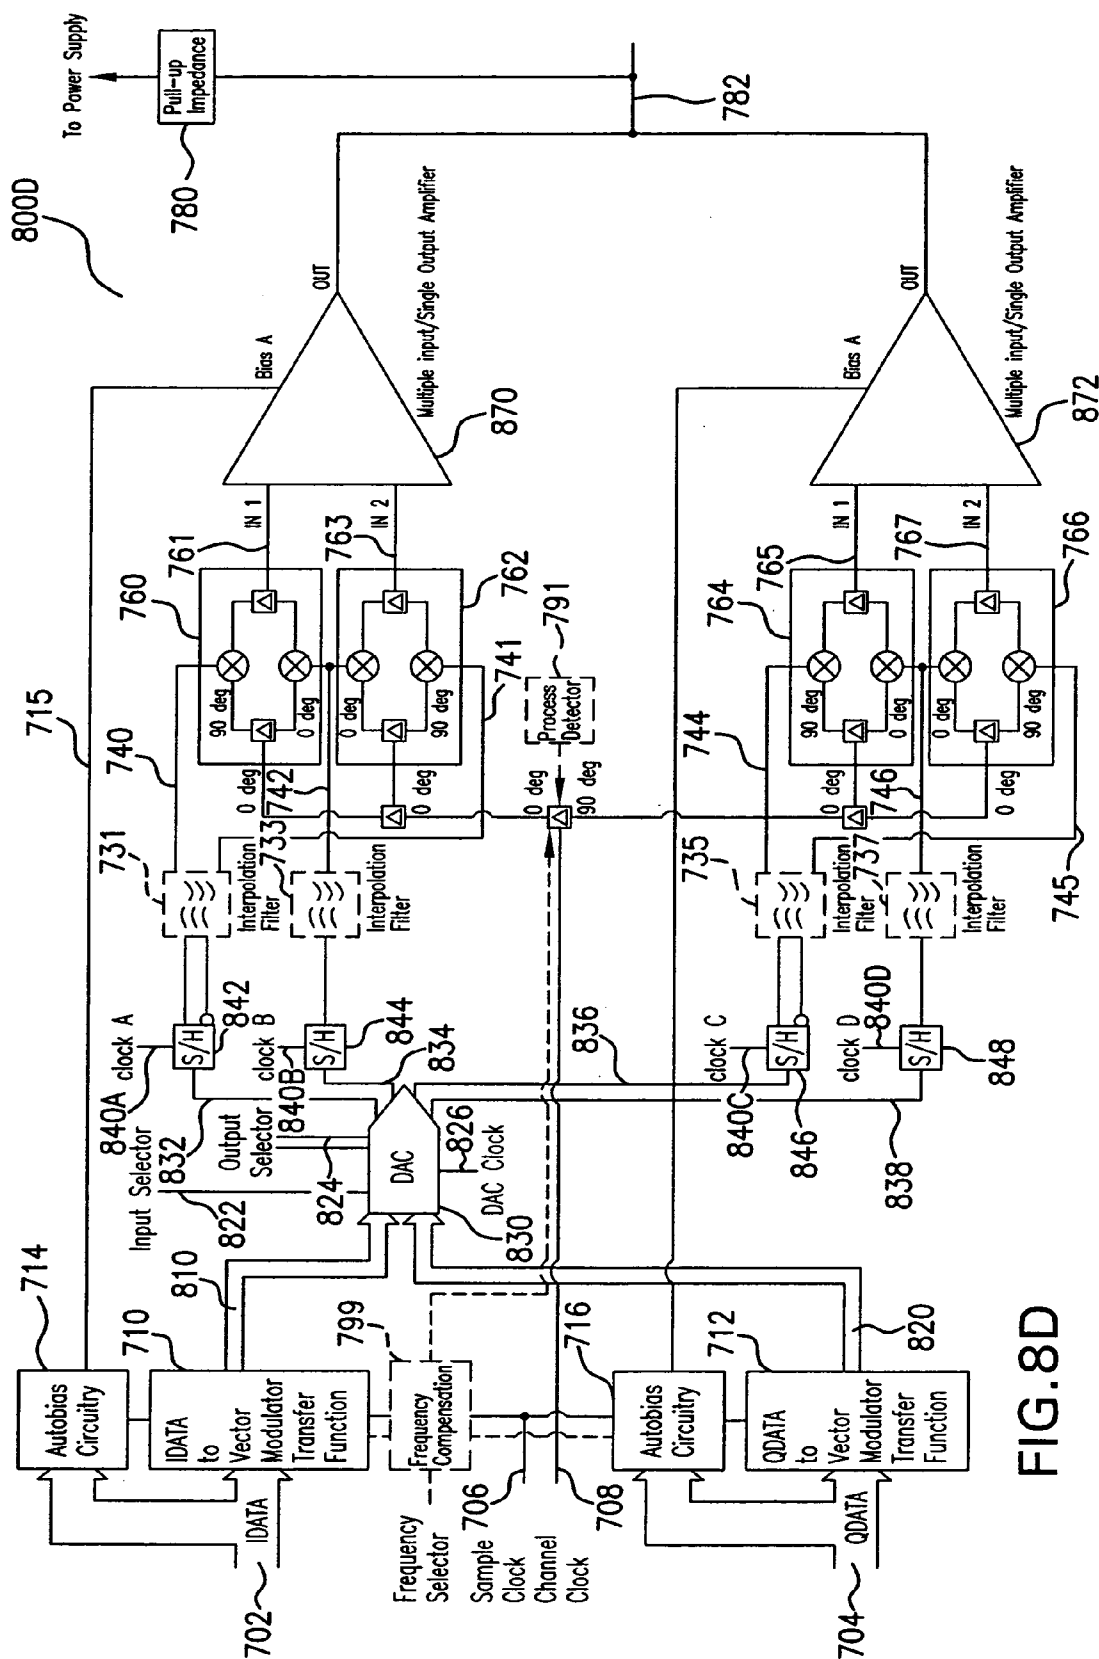 800D
To Power Supply
Pull-up
Impedance
780
782
OUT
Bias A
Multiple input/Single Output Amplifier
870
IN 1
IN 2
761
763
760
762
90 deg
0 deg
0 deg
90 deg
0 deg
0 deg
715
740
742
741
731
733
Interpolation
Filter
Interpolation
Filter
791
Process
Detector
0 deg
90 deg
OUT
Bias A
Multiple input/Single Output Amplifier
872
IN 1
IN 2
765
767
764
766
90 deg
0 deg
0 deg
90 deg
0 deg
0 deg
744
746
745
735
737
Interpolation
Filter
Interpolation
Filter
clock A
840A
S/H
842
clock B
840B
S/H
844
clock C
840C
S/H
846
clock D
840D
S/H
848
832
834
836
838
Input Selector
822
Output
Selector
824
DAC
826
DAC Clock
830
714
Autobias
Circuitry
710
810
IDATA
to
Vector
Modulator
Transfer
Function
IDATA
702
799
Frequency
Compensation
Frequency
Selector
706
Sample
Clock
Channel
Clock
708
716
Autobias
Circuitry
712
820
QDATA
to
Vector
Modulator
Transfer
Function
QDATA
704
FIG.8D